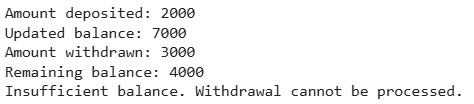 Amount deposited: 2000
Updated balance: 7000
Amount withdrawn: 3000
Remaining balance: 4000
Insufficient balance. Withdrawal cannot be processed.